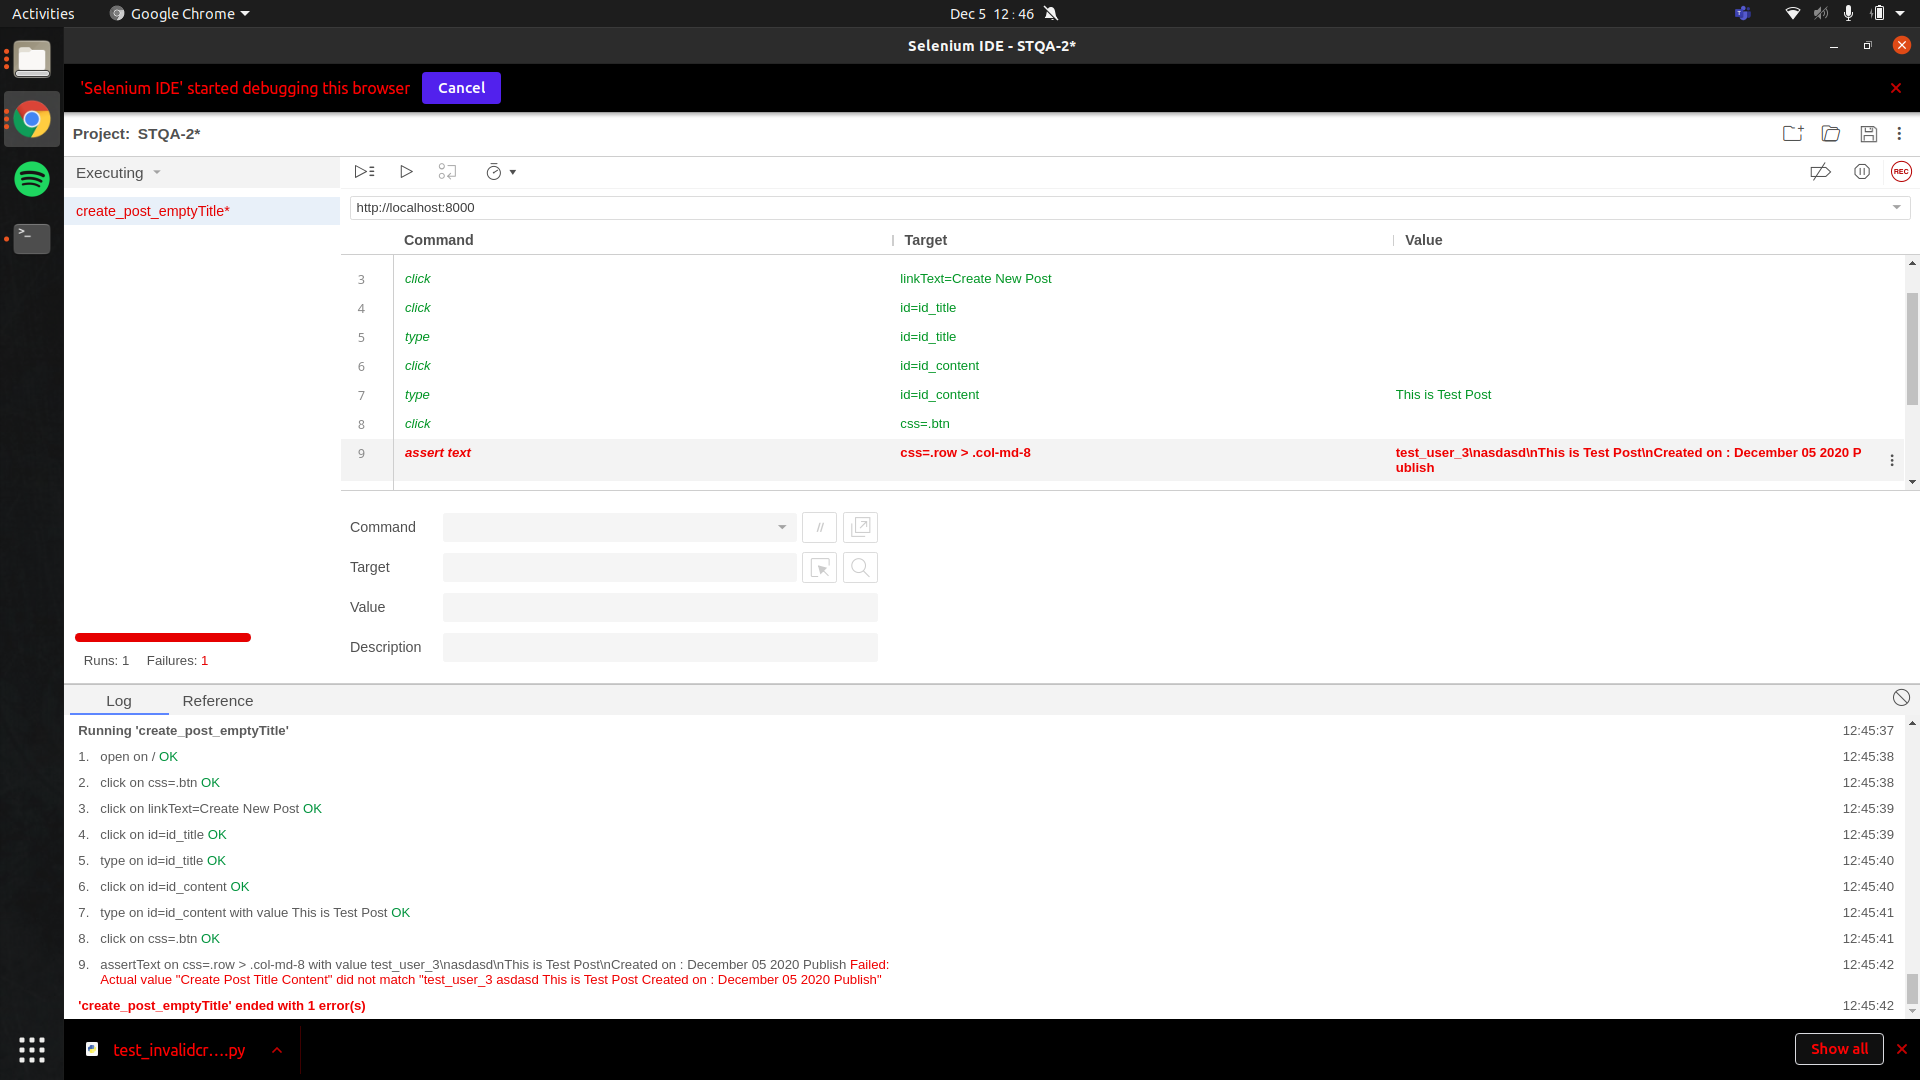 Activities
Google Chrome
Dec 5 12:46
Selenium IDE - STQA-2*
'Selenium IDE' started debugging this browser
Cancel
Project: STQA-2*
Executing
create_post_emptyTitle*
REC
http://localhost:8000
Command Target Value
3 click linkText=Create New Post
4 click id=id_title
5 type id=id_title
6 click id=id_content
7 type id=id_content This is Test Post
8 click css=.btn
9 assert text css=.row > .col-md-8 test_user_3\nasdasd\nThis is Test Post\nCreated on : December 05 2020 P
ublish
Command //
Target
Value
Description
Runs: 1 Failures: 1
Log Reference
Running 'create_post_emptyTitle' 12:45:37
1. open on / OK 12:45:38
2. click on css=.btn OK 12:45:38
3. click on linkText=Create New Post OK 12:45:39
4. click on id=id_title OK 12:45:39
5. type on id=id_title OK 12:45:40
6. click on id=id_content OK 12:45:40
7. type on id=id_content with value This is Test Post OK 12:45:41
8. click on css=.btn OK 12:45:41
9. assertText on css=.row > .col-md-8 with value test_user_3\nasdasd\nThis is Test Post\nCreated on : December 05 2020 Publish Failed: 12:45:42
Actual value "Create Post Title Content" did not match "test_user_3 asdasd This is Test Post Created on : December 05 2020 Publish"
'create_post_emptyTitle' ended with 1 error(s) 12:45:42
test_invalidcr....py
Show all